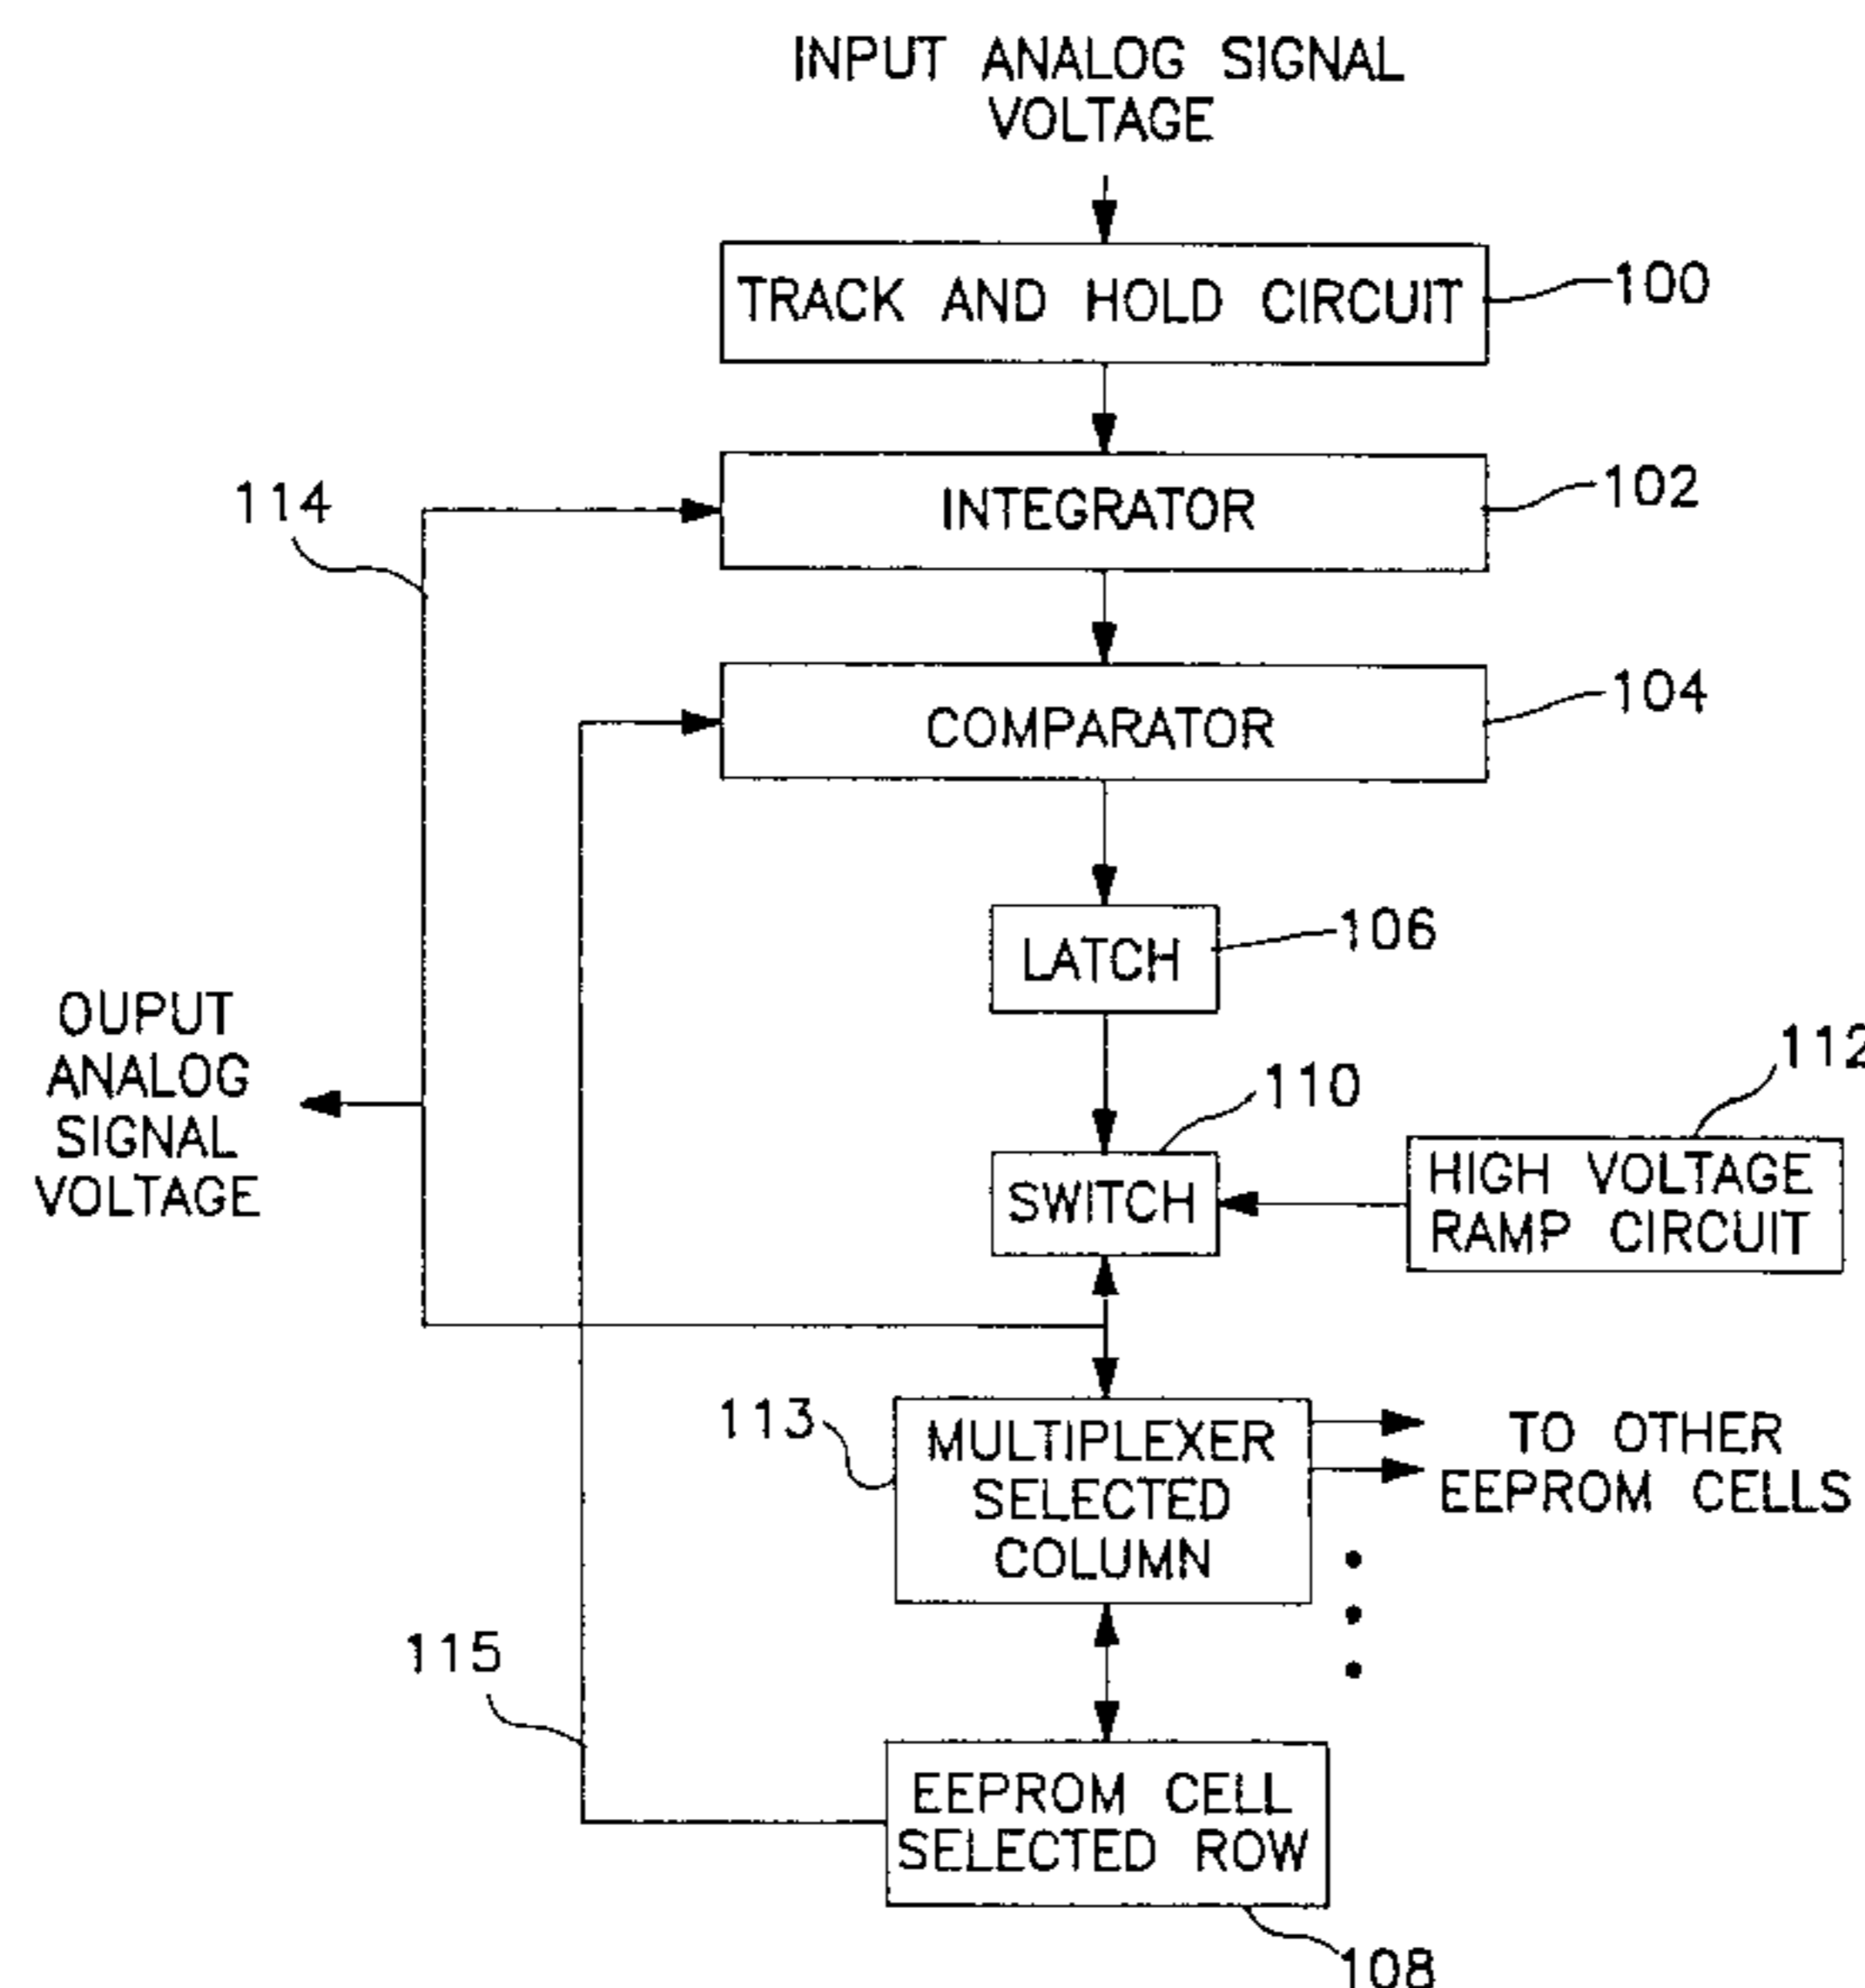 INPUT ANALOG SIGNAL
VOLTAGE
TRACK AND HOLD CIRCUIT
100
INTEGRATOR
102
114
COMPARATOR
104
LATCH
106
OUPUT
ANALOG
SIGNAL
VOLTAGE
110
112
SWITCH
HIGH VOLTAGE
RAMP CIRCUIT
113
MULTIPLEXER
SELECTED
COLUMN
TO OTHER
EEPROM CELLS
115
EEPROM CELL
SELECTED ROW
108